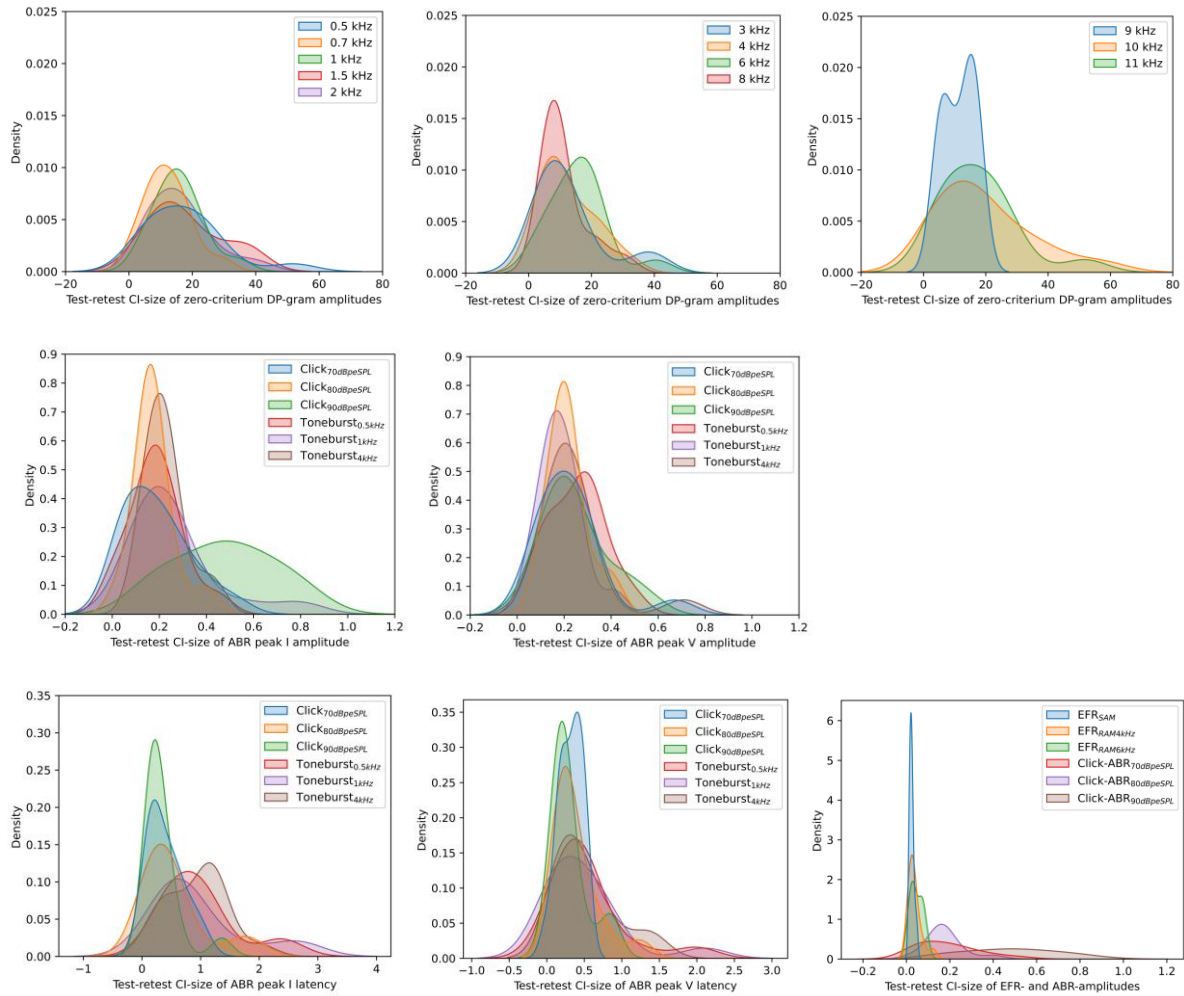 0.025
0.020
0.015
0.010
0.005
0.000
Density
−20 0 20 40 60 80
Test-retest CI-size of zero-criterium DP-gram amplitudes
0.5 kHz
0.7 kHz
1 kHz
1.5 kHz
2 kHz
0.025
0.020
0.015
0.010
0.005
0.000
Density
−20 0 20 40 60 80
Test-retest CI-size of zero-criterium DP-gram amplitudes
3 kHz
4 kHz
6 kHz
8 kHz
0.025
0.020
0.015
0.010
0.005
0.000
Density
−20 0 20 40 60 80
Test-retest CI-size of zero-criterium DP-gram amplitudes
9 kHz
10 kHz
11 kHz
0.9
0.8
0.7
0.6
0.5
0.4
0.3
0.2
0.1
0.0
Density
−0.2 0.0 0.2 0.4 0.6 0.8 1.0 1.2
Test-retest CI-size of ABR peak I amplitude
Click70dBpeSPL
Click80dBpeSPL
Click90dBpeSPL
Toneburst0.5kHz
Toneburst1kHz
Toneburst4kHz
0.9
0.8
0.7
0.6
0.5
0.4
0.3
0.2
0.1
0.0
Density
−0.2 0.0 0.2 0.4 0.6 0.8 1.0 1.2
Test-retest CI-size of ABR peak V amplitude
Click70dBpeSPL
Click80dBpeSPL
Click90dBpeSPL
Toneburst0.5kHz
Toneburst1kHz
Toneburst4kHz
0.35
0.30
0.25
0.20
0.15
0.10
0.05
0.00
Density
−1 0 1 2 3 4
Test-retest CI-size of ABR peak I latency
Click70dBpeSPL
Click80dBpeSPL
Click90dBpeSPL
Toneburst0.5kHz
Toneburst1kHz
Toneburst4kHz
0.35
0.30
0.25
0.20
0.15
0.10
0.05
0.00
Density
−1.0 −0.5 0.0 0.5 1.0 1.5 2.0 2.5 3.0
Test-retest CI-size of ABR peak V latency
Click70dBpeSPL
Click80dBpeSPL
Click90dBpeSPL
Toneburst0.5kHz
Toneburst1kHz
Toneburst4kHz
6
5
4
3
2
1
0
Density
−0.2 0.0 0.2 0.4 0.6 0.8 1.0 1.2
Test-retest CI-size of EFR- and ABR-amplitudes
EFRSAM
EFRRAM4kHz
EFRRAM6kHz
Click-ABR70dBpeSPL
Click-ABR80dBpeSPL
Click-ABR90dBpeSPL